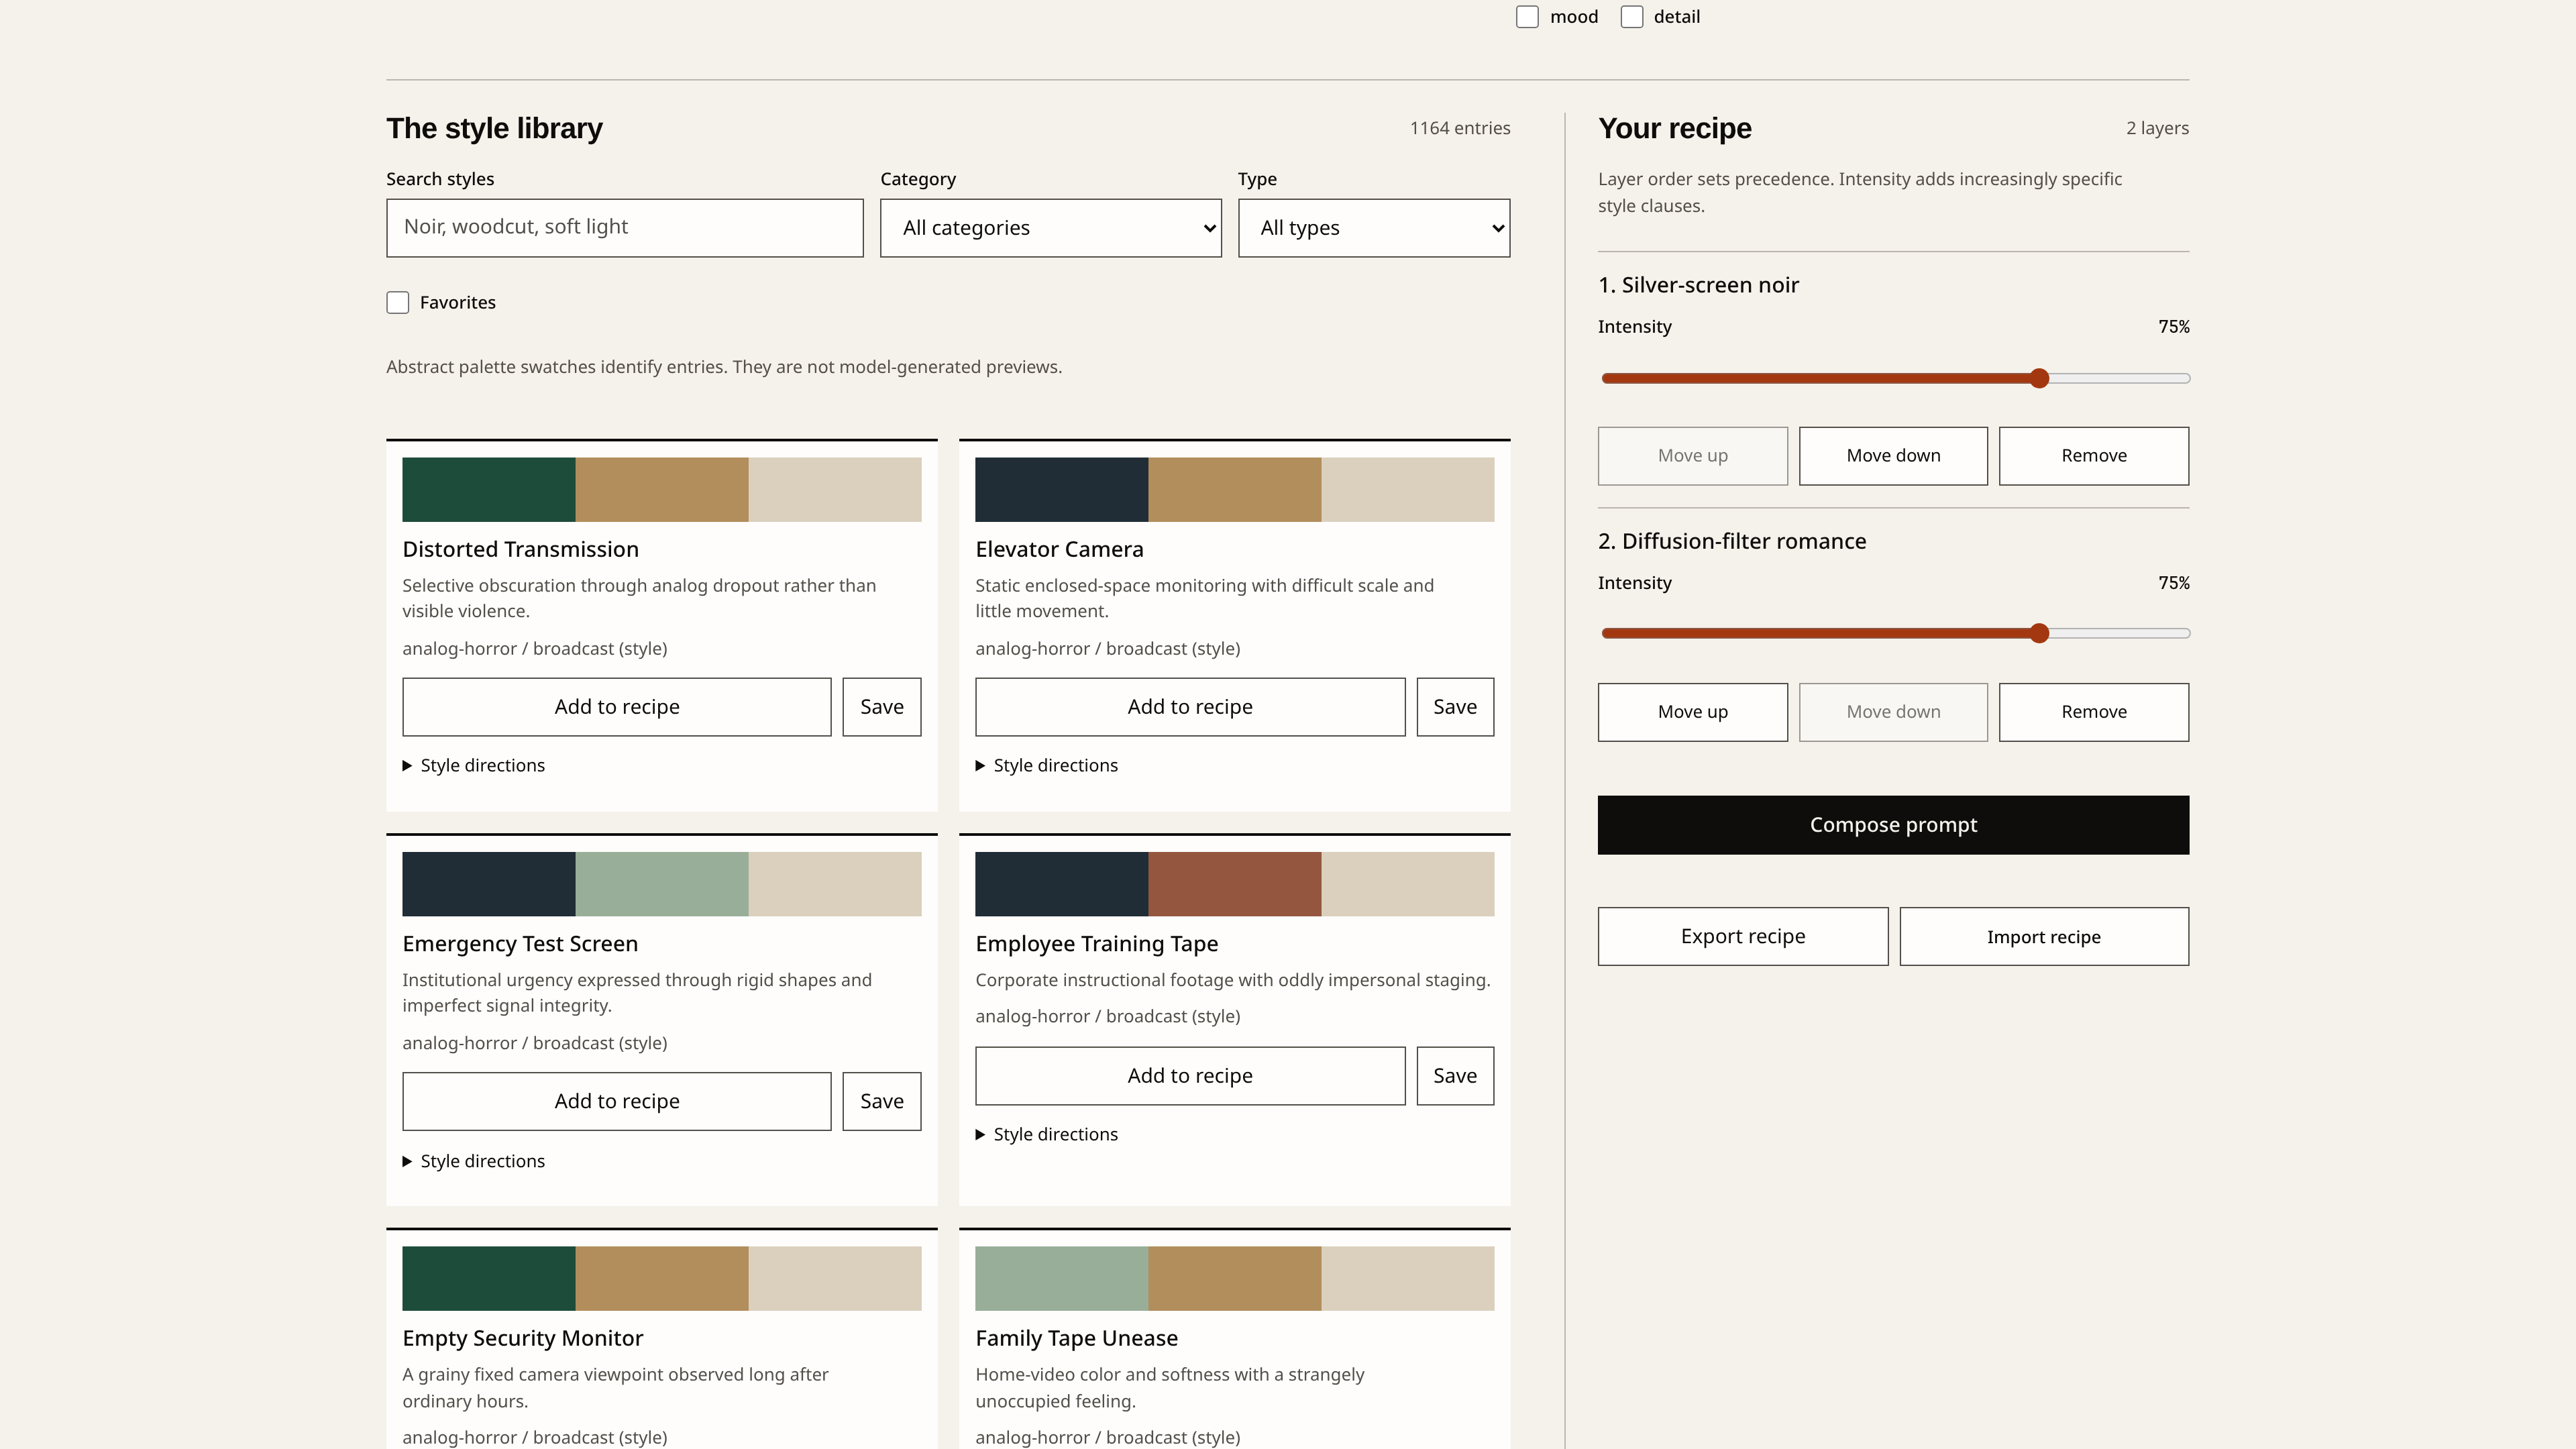 mood detail
The style library
1164 entries
Search styles
Category
Type
Noir, woodcut, soft light
All categories
All types
Favorites
Abstract palette swatches identify entries. They are not model-generated previews.
Distorted Transmission
Selective obscuration through analog dropout rather than
visible violence.
analog-horror / broadcast (style)
Add to recipe
Save
Style directions
Elevator Camera
Static enclosed-space monitoring with difficult scale and
little movement.
analog-horror / broadcast (style)
Add to recipe
Save
Style directions
Emergency Test Screen
Institutional urgency expressed through rigid shapes and
imperfect signal integrity.
analog-horror / broadcast (style)
Add to recipe
Save
Style directions
Employee Training Tape
Corporate instructional footage with oddly impersonal staging.
analog-horror / broadcast (style)
Add to recipe
Save
Style directions
Empty Security Monitor
A grainy fixed camera viewpoint observed long after
ordinary hours.
analog-horror / broadcast (style)
Family Tape Unease
Home-video color and softness with a strangely
unoccupied feeling.
analog-horror / broadcast (style)
Your recipe
2 layers
Layer order sets precedence. Intensity adds increasingly specific
style clauses.
1. Silver-screen noir
Intensity
75%
Move up
Move down
Remove
2. Diffusion-filter romance
Intensity
75%
Move up
Move down
Remove
Compose prompt
Export recipe
Import recipe